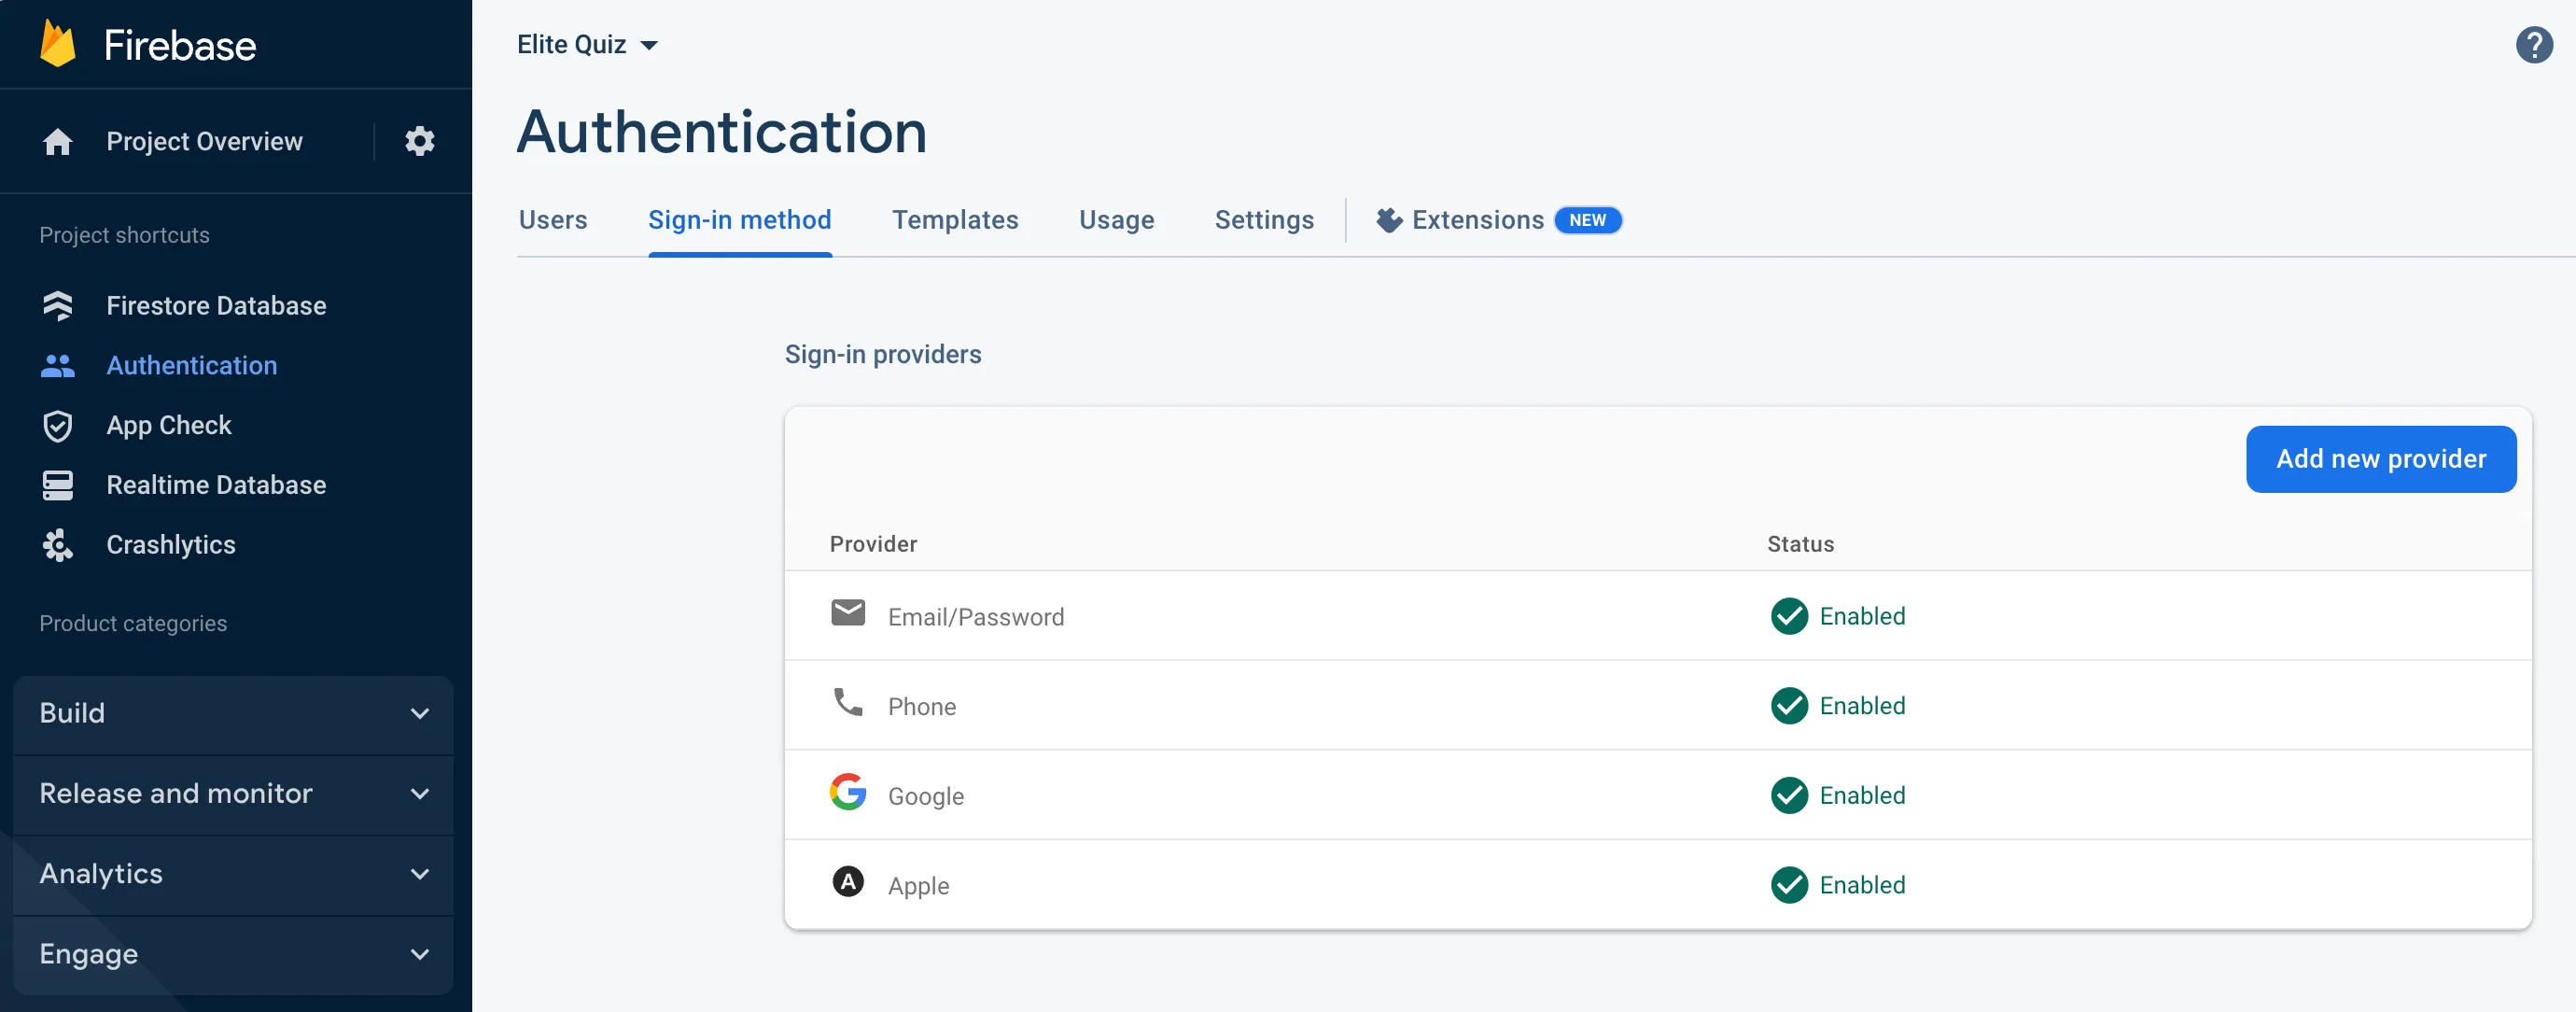 Firebase
Project Overview
Project shortcuts
Firestore Database
Authentication
App Check
Realtime Database
Crashlytics
Product categories
Build
Release and monitor
Analytics
Engage
Elite Quiz
?
Authentication
Users Sign-in method Templates Usage Settings Extensions NEW
Sign-in providers
Add new provider
Provider Status
Email/Password Enabled
Phone Enabled
Google Enabled
A Apple Enabled